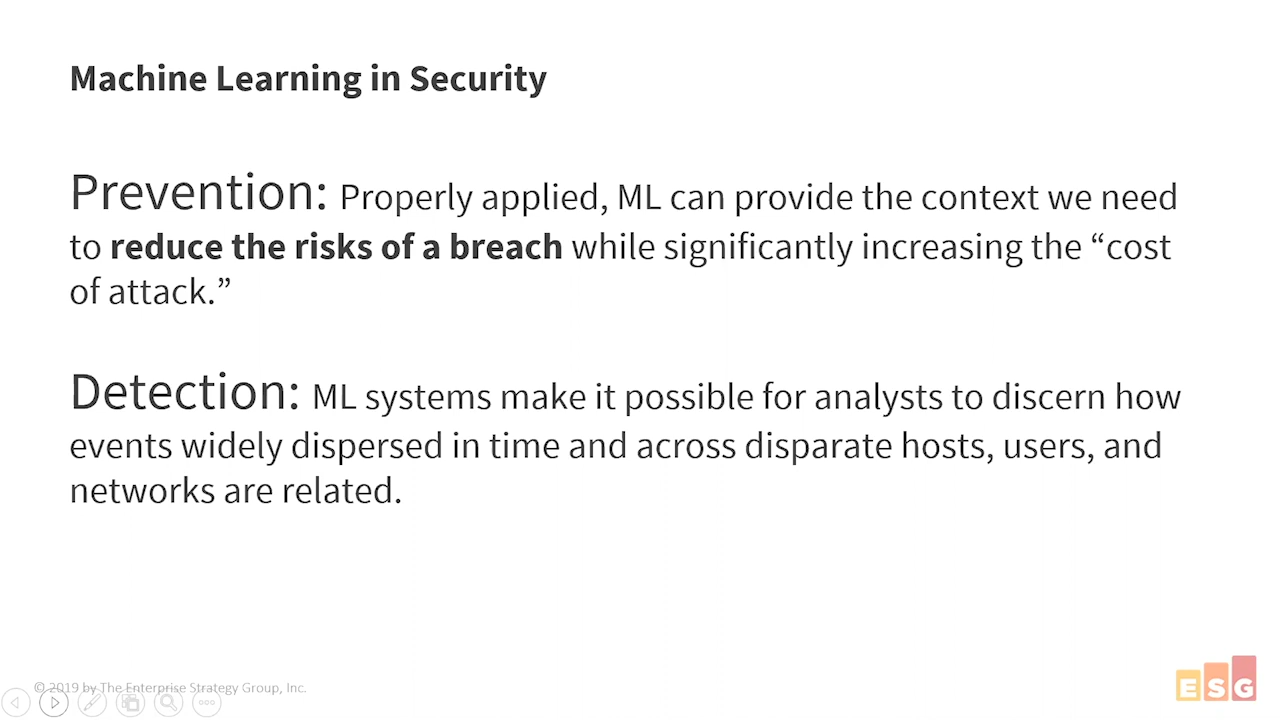 Machine Learning in Security
Prevention: Properly applied, ML can provide the context we need
to reduce the risks of a breach while significantly increasing the “cost
of attack.”
Detection: ML systems make it possible for analysts to discern how
events widely dispersed in time and across disparate hosts, users, and
networks are related.
© 2019 by The Enterprise Strategy Group, Inc.
ESG